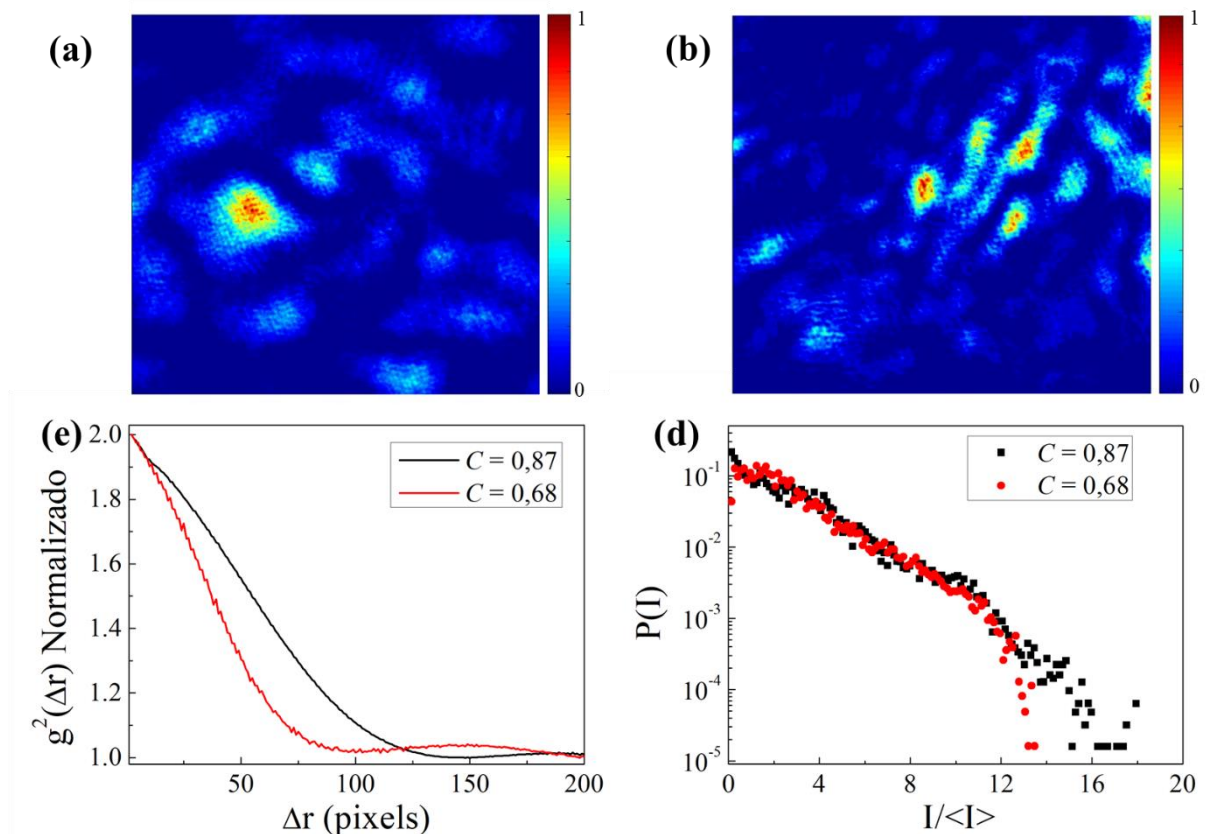 (a)
1
0
(b)
1
0
(e)
g²(Δr) Normalizado
2.0
1.8
1.6
1.4
1.2
1.0
C = 0,87
C = 0,68
50
100
150
200
Δr (pixels)
(d)
P(I)
10⁻¹
10⁻²
10⁻³
10⁻⁴
10⁻⁵
C = 0,87
C = 0,68
0
4
8
12
16
20
I/<I>